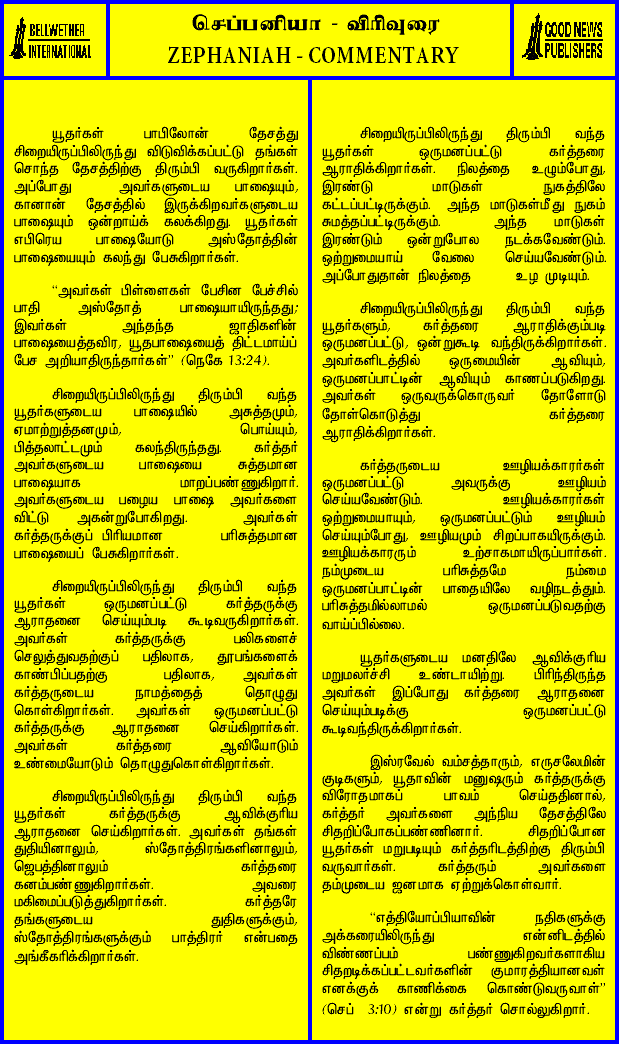 BELLWETHER
INTERNATIONAL
செப்பனியா - விரிவுரை
ZEPHANIAH - COMMENTARY
GOOD NEWS
PUBLISHERS
யூதர்கள் பாபிலோன் தேசத்து
சிறையிருப்பிலிருந்து விடுவிக்கப்பட்டு தங்கள்
சொந்த தேசத்திற்கு திரும்பி வருகிறார்கள்.
அப்போது அவர்களுடைய பாஷையும்,
கானான் தேசத்தில் இருக்கிறவர்களுடைய
பாஷையும் ஒன்றாய்க் கலக்கிறது. யூதர்கள்
எபிரெய பாஷையோடு அஸ்தோத்தின்
பாஷையையும் கலந்து பேசுகிறார்கள்.
“அவர்கள் பிள்ளைகள் பேசின பேச்சில்
பாதி அஸ்தோத் பாஷையாயிருந்தது;
இவர்கள் அந்தந்த ஜாதிகளின்
பாஷையைத்தவிர, யூதபாஷையைத் திட்டமாய்ப்
பேச அறியாதிருந்தார்கள்” (நெகே 13:24).
சிறையிருப்பிலிருந்து திரும்பி வந்த
யூதர்களுடைய பாஷையில் அசுத்தமும்,
ஏமாற்றுத்தனமும், பொய்யும்,
பித்தலாட்டமும் கலந்திருந்தது. கர்த்தர்
அவர்களுடைய பாஷையை சுத்தமான
பாஷையாக மாறப்பண்ணுகிறார்.
அவர்களுடைய பழைய பாஷை அவர்களை
விட்டு அகன்றுபோகிறது. அவர்கள்
கர்த்தருக்குப் பிரியமான பரிசுத்தமான
பாஷையைப் பேசுகிறார்கள்.
சிறையிருப்பிலிருந்து திரும்பி வந்த
யூதர்கள் ஒருமனப்பட்டு கர்த்தருக்கு
ஆராதனை செய்யும்படி கூடிவருகிறார்கள்.
அவர்கள் கர்த்தருக்கு பலிகளைச்
செலுத்துவதற்குப் பதிலாக, தூபங்களைக்
காண்பிப்பதற்கு பதிலாக, அவர்கள்
கர்த்தருடைய நாமத்தைத் தொழுது
கொள்கிறார்கள். அவர்கள் ஒருமனப்பட்டு
கர்த்தருக்கு ஆராதனை செய்கிறார்கள்.
அவர்கள் கர்த்தரை ஆவியோடும்
உண்மையோடும் தொழுதுகொள்கிறார்கள்.
சிறையிருப்பிலிருந்து திரும்பி வந்த
யூதர்கள் கர்த்தருக்கு ஆவிக்குரிய
ஆராதனை செய்கிறார்கள். அவர்கள் தங்கள்
துதியினாலும், ஸ்தோத்திரங்களினாலும்,
ஜெபத்தினாலும் கர்த்தரை
கனம்பண்ணுகிறார்கள். அவரை
மகிமைப்படுத்துகிறார்கள். கர்த்தரே
தங்களுடைய துதிகளுக்கும்,
ஸ்தோத்திரங்களுக்கும் பாத்திரர் என்பதை
அங்கீகரிக்கிறார்கள்.
சிறையிருப்பிலிருந்து திரும்பி வந்த
யூதர்கள் ஒருமனப்பட்டு கர்த்தரை
ஆராதிக்கிறார்கள். நிலத்தை உழும்போது,
இரண்டு மாடுகள் நுகத்திலே
கட்டப்பட்டிருக்கும். அந்த மாடுகள்மீது நுகம்
சுமத்தப்பட்டிருக்கும். அந்த மாடுகள்
இரண்டும் ஒன்றுபோல நடக்கவேண்டும்.
ஒற்றுமையாய் வேலை செய்யவேண்டும்.
அப்போதுதான் நிலத்தை உழ முடியும்.
சிறையிருப்பிலிருந்து திரும்பி வந்த
யூதர்களும், கர்த்தரை ஆராதிக்கும்படி
ஒருமனப்பட்டு, ஒன்றுகூடி வந்திருக்கிறார்கள்.
அவர்களிடத்தில் ஒருமையின் ஆவியும்,
ஒருமனப்பாட்டின் ஆவியும் காணப்படுகிறது.
அவர்கள் ஒருவருக்கொருவர் தோளோடு
தோள்கொடுத்து கர்த்தரை
ஆராதிக்கிறார்கள்.
கர்த்தருடைய ஊழியக்காரர்கள்
ஒருமனப்பட்டு அவருக்கு ஊழியம்
செய்யவேண்டும். ஊழியக்காரர்கள்
ஒற்றுமையாயும், ஒருமனப்பட்டும் ஊழியம்
செய்யும்போது, ஊழியமும் சிறப்பாகயிருக்கும்.
ஊழியக்காரரும் உற்சாகமாயிருப்பார்கள்.
நம்முடைய பரிசுத்தமே நம்மை
ஒருமனப்பாட்டின் பாதையிலே வழிநடத்தும்.
பரிசுத்தமில்லாமல் ஒருமனப்படுவதற்கு
வாய்ப்பில்லை.
யூதர்களுடைய மனதிலே ஆவிக்குரிய
மறுமலர்ச்சி உண்டாயிற்று. பிரிந்திருந்த
அவர்கள் இப்போது கர்த்தரை ஆராதனை
செய்யும்படிக்கு ஒருமனப்பட்டு
கூடிவந்திருக்கிறார்கள்.
இஸ்ரவேல் வம்சத்தாரும், எருசலேமின்
குடிகளும், யூதாவின் மனுஷரும் கர்த்தருக்கு
விரோதமாகப் பாவம் செய்ததினால்,
கர்த்தர் அவர்களை அந்நிய தேசத்திலே
சிதறிப்போகப்பண்ணினார். சிதறிப்போன
யூதர்கள் மறுபடியும் கர்த்தரிடத்திற்கு திரும்பி
வருவார்கள். கர்த்தரும் அவர்களை
தம்முடைய ஜனமாக ஏற்றுக்கொள்வார்.
“எத்தியோப்பியாவின் நதிகளுக்கு
அக்கரையிலிருந்து என்னிடத்தில்
விண்ணப்பம் பண்ணுகிறவர்களாகிய
சிதறடிக்கப்பட்டவர்களின் குமாரத்தியானவள்
எனக்குக் காணிக்கை கொண்டுவருவாள்”
(செப் 3:10) என்று கர்த்தர் சொல்லுகிறார்.